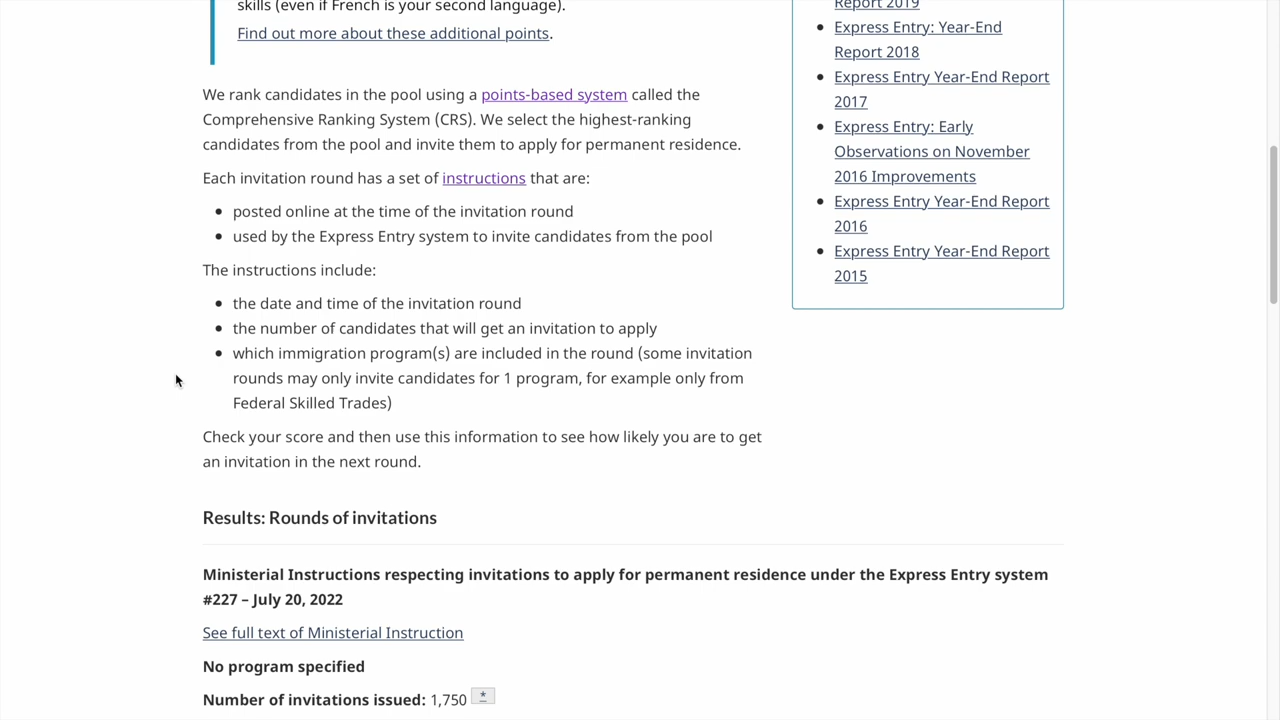 skills (even if French is your second language).
Find out more about these additional points.
We rank candidates in the pool using a points-based system called the
Comprehensive Ranking System (CRS). We select the highest-ranking
candidates from the pool and invite them to apply for permanent residence.
Each invitation round has a set of instructions that are:
posted online at the time of the invitation round
used by the Express Entry system to invite candidates from the pool
The instructions include:
the date and time of the invitation round
the number of candidates that will get an invitation to apply
which immigration program(s) are included in the round (some invitation
rounds may only invite candidates for 1 program, for example only from
Federal Skilled Trades)
Check your score and then use this information to see how likely you are to get
an invitation in the next round.
Report 2019
Express Entry: Year-End
Report 2018
Express Entry Year-End Report
2017
Express Entry: Early
Observations on November
2016 Improvements
Express Entry Year-End Report
2016
Express Entry Year-End Report
2015
Results: Rounds of invitations
Ministerial Instructions respecting invitations to apply for permanent residence under the Express Entry system
#227 – July 20, 2022
See full text of Ministerial Instruction
No program specified
Number of invitations issued: 1,750 *